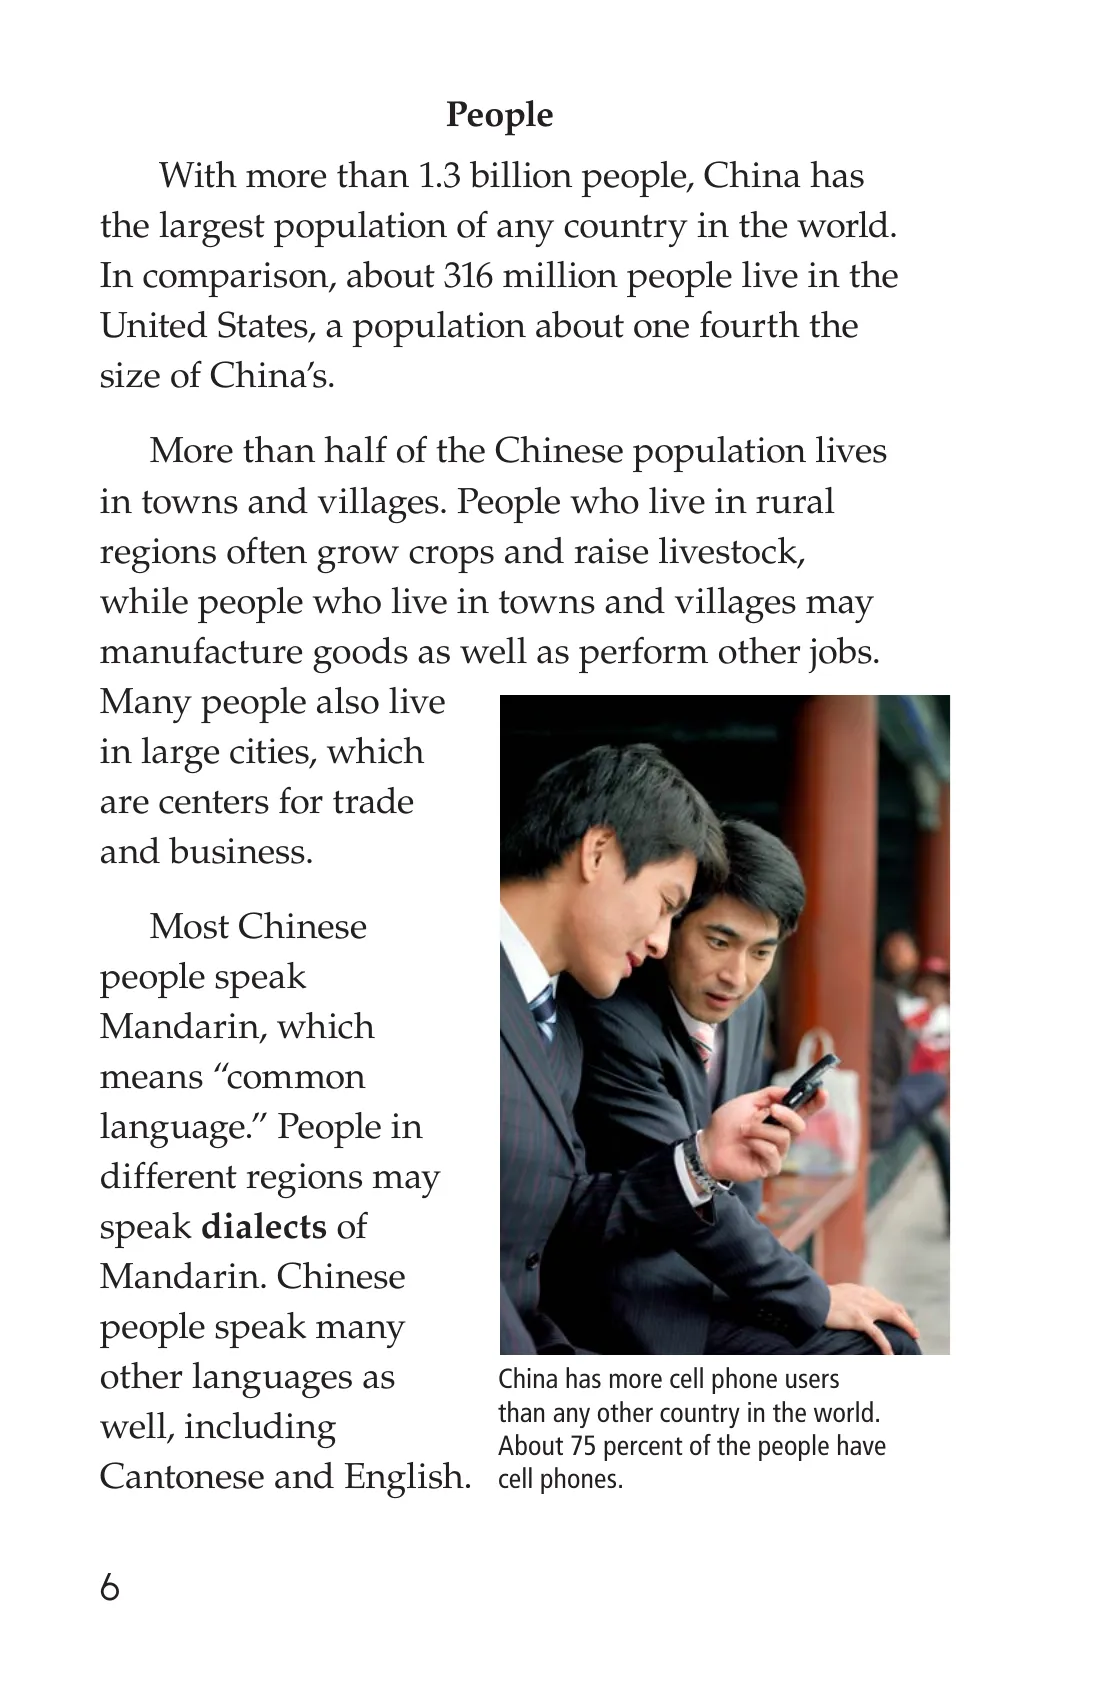 People
With more than 1.3 billion people, China has
the largest population of any country in the world.
In comparison, about 316 million people live in the
United States, a population about one fourth the
size of China’s.
More than half of the Chinese population lives
in towns and villages. People who live in rural
regions often grow crops and raise livestock,
while people who live in towns and villages may
manufacture goods as well as perform other jobs.
Many people also live
in large cities, which
are centers for trade
and business.
Most Chinese
people speak
Mandarin, which
means “common
language.” People in
different regions may
speak dialects of
Mandarin. Chinese
people speak many
other languages as
well, including
Cantonese and English.
China has more cell phone users
than any other country in the world.
About 75 percent of the people have
cell phones.
6